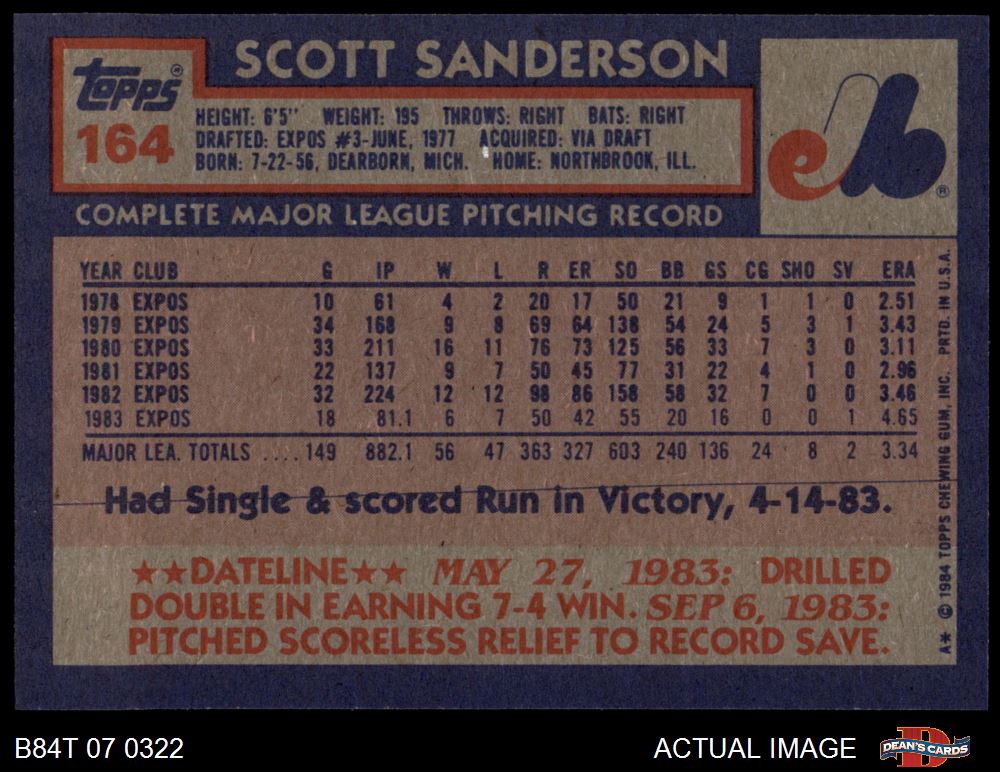 Topps®
164
SCOTT SANDERSON
HEIGHT: 6'5" WEIGHT: 195 THROWS: RIGHT BATS: RIGHT
DRAFTED: EXPOS #3-JUNE, 1977 ACQUIRED: VIA DRAFT
BORN: 7-22-56, DEARBORN, MICH. HOME: NORTHBROOK, ILL.
eb®
COMPLETE MAJOR LEAGUE PITCHING RECORD
YEAR CLUB G IP W L R ER SO BB GS CG SHO SV ERA
1978 EXPOS 10 61 4 2 20 17 50 21 9 1 1 0 2.51
1979 EXPOS 34 168 9 8 69 64 138 54 24 5 3 1 3.43
1980 EXPOS 33 211 16 11 76 73 125 56 33 7 3 0 3.11
1981 EXPOS 22 137 9 7 50 45 77 31 22 4 1 0 2.96
1982 EXPOS 32 224 12 12 98 86 158 58 32 7 0 0 3.46
1983 EXPOS 18 81.1 6 7 50 42 55 20 16 0 0 1 4.65
MAJOR LEA. TOTALS .... 149 882.1 56 47 363 327 603 240 136 24 8 2 3.34
Had Single & scored Run in Victory, 4-14-83.
★★DATELINE★★ MAY 27, 1983: DRILLED
DOUBLE IN EARNING 7-4 WIN. SEP 6, 1983:
PITCHED SCORELESS RELIEF TO RECORD SAVE.
A* © 1984 TOPPS CHEWING GUM, INC. PRTD. IN U.S.A.
B84T 07 0322
ACTUAL IMAGE
DEAN'S CARDS